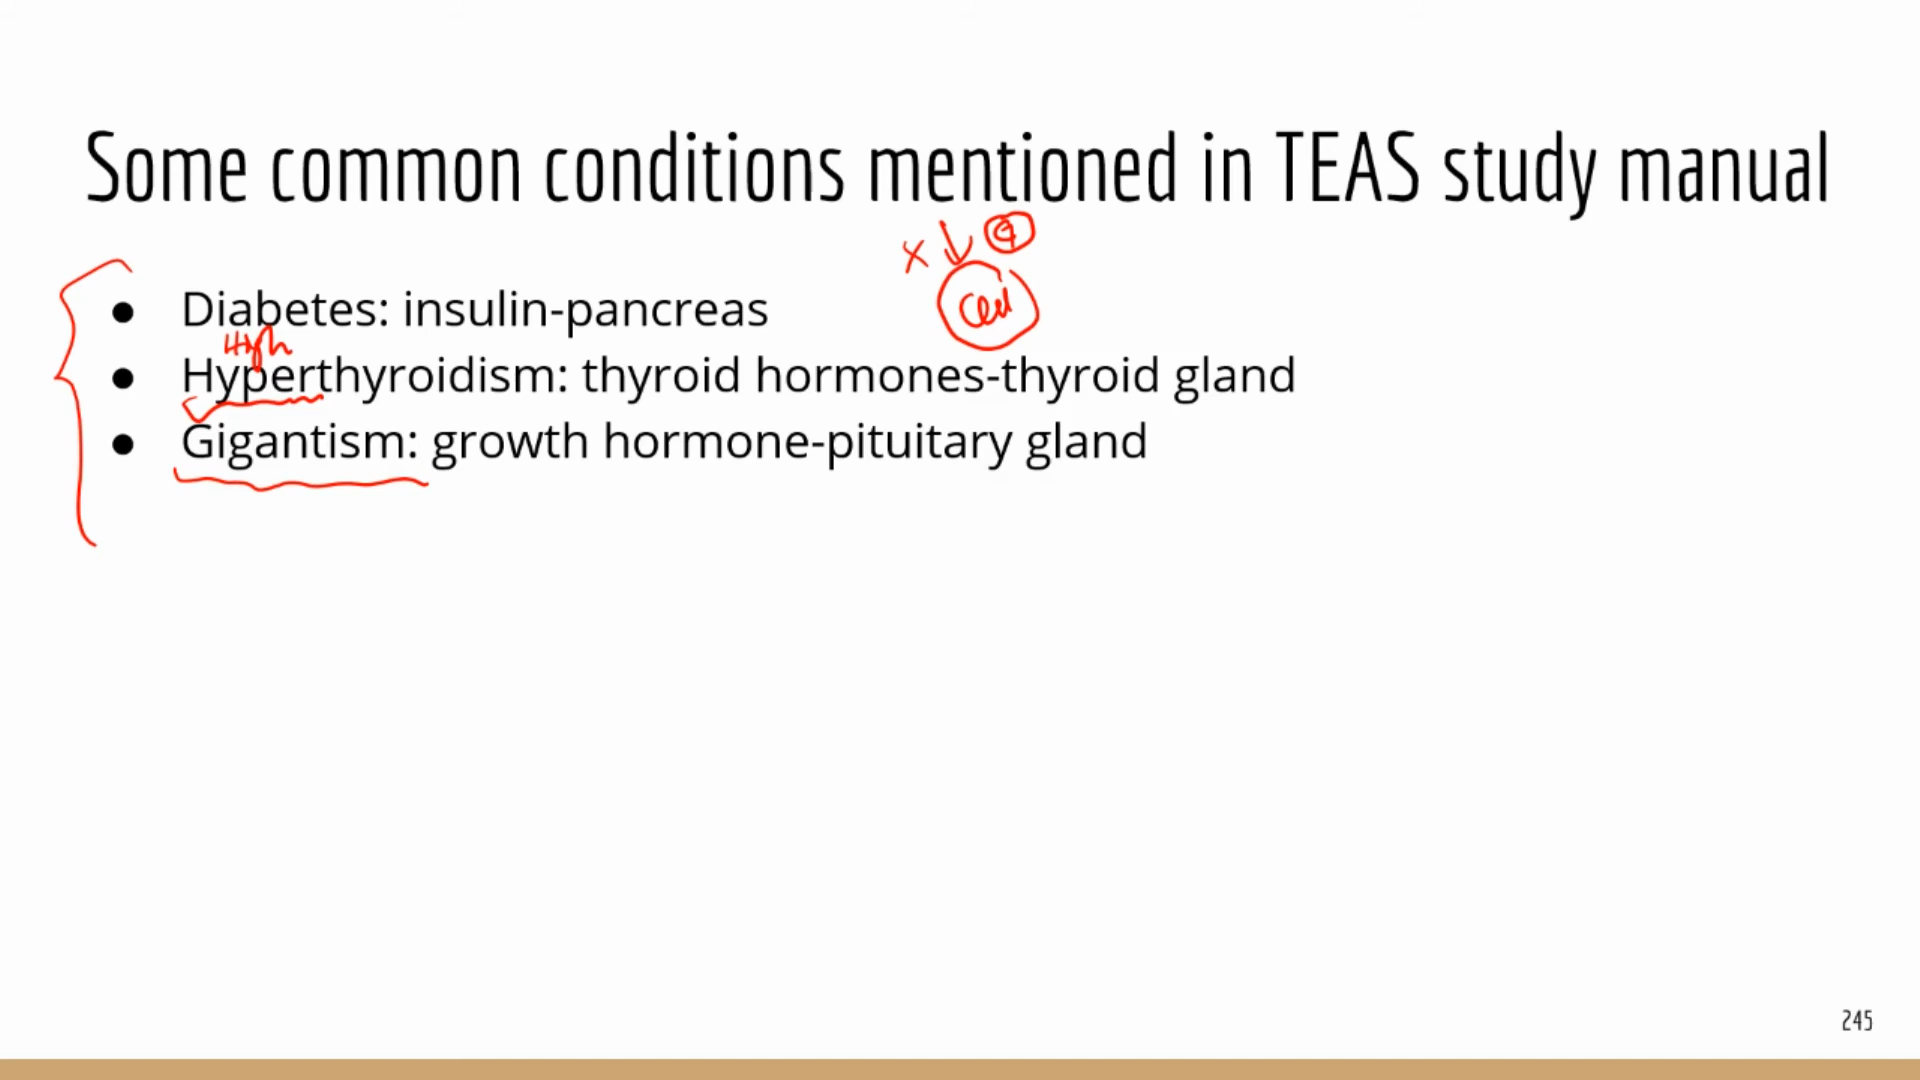 Some common conditions mentioned in TEAS study manual
x
Cell
● Diabetes: insulin-pancreas
High
● Hyperthyroidism: thyroid hormones-thyroid gland
● Gigantism: growth hormone-pituitary gland
245